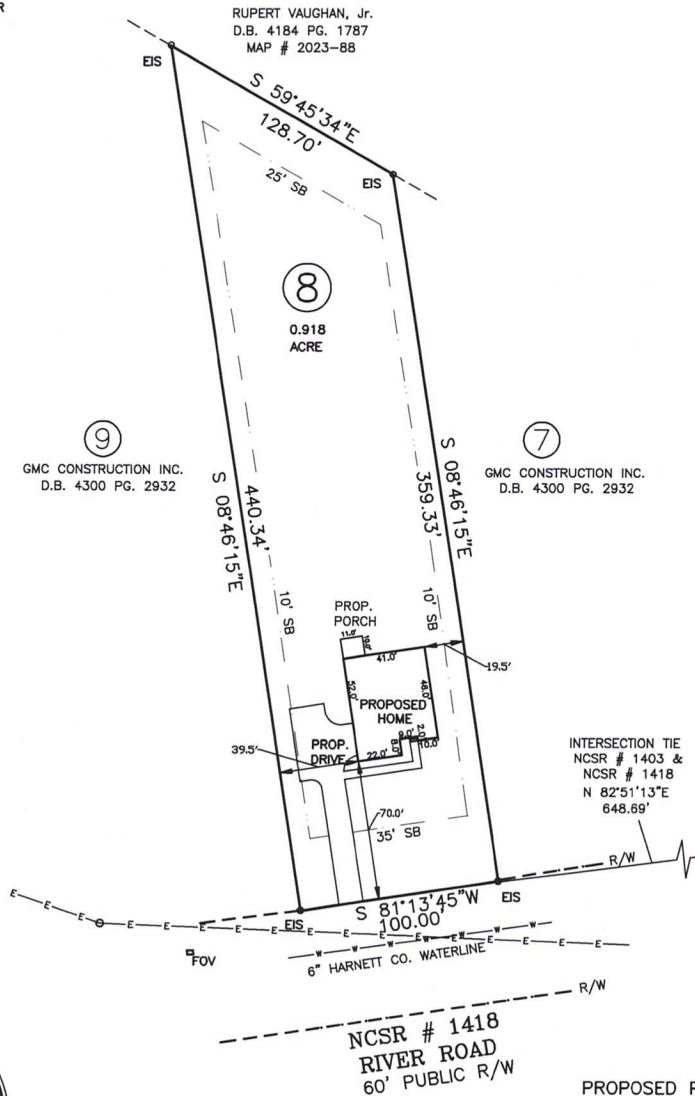 RUPERT VAUGHAN, Jr.
D.B. 4184 PG. 1787
MAP # 2023-88
EIS
S 59°45'34"E
128.70'
EIS
25' SB
8
0.918
ACRE
9
GMC CONSTRUCTION INC.
D.B. 4300 PG. 2932
7
GMC CONSTRUCTION INC.
D.B. 4300 PG. 2932
S 08°46'15"E
440.34'
S 08°46'15"E
359.33'
10' SB
10' SB
PROP.
PORCH
11.0'
10.0'
41.0'
19.5'
52.0'
48.0'
PROPOSED
HOME
39.5'
PROP.
DRIVE
22.0'
8.0'
9.0'
2.0'
10.0'
70.0'
35' SB
INTERSECTION TIE
NCSR # 1403 &
NCSR # 1418
N 82°51'13"E
648.69'
R/W
S 81°13'45"W
100.00'
EIS
EIS
E E E E E E E E E E E E E
W W W W W W W
FOV
6" HARNETT CO. WATERLINE
R/W
NCSR # 1418
RIVER ROAD
60' PUBLIC R/W
PROPOSED